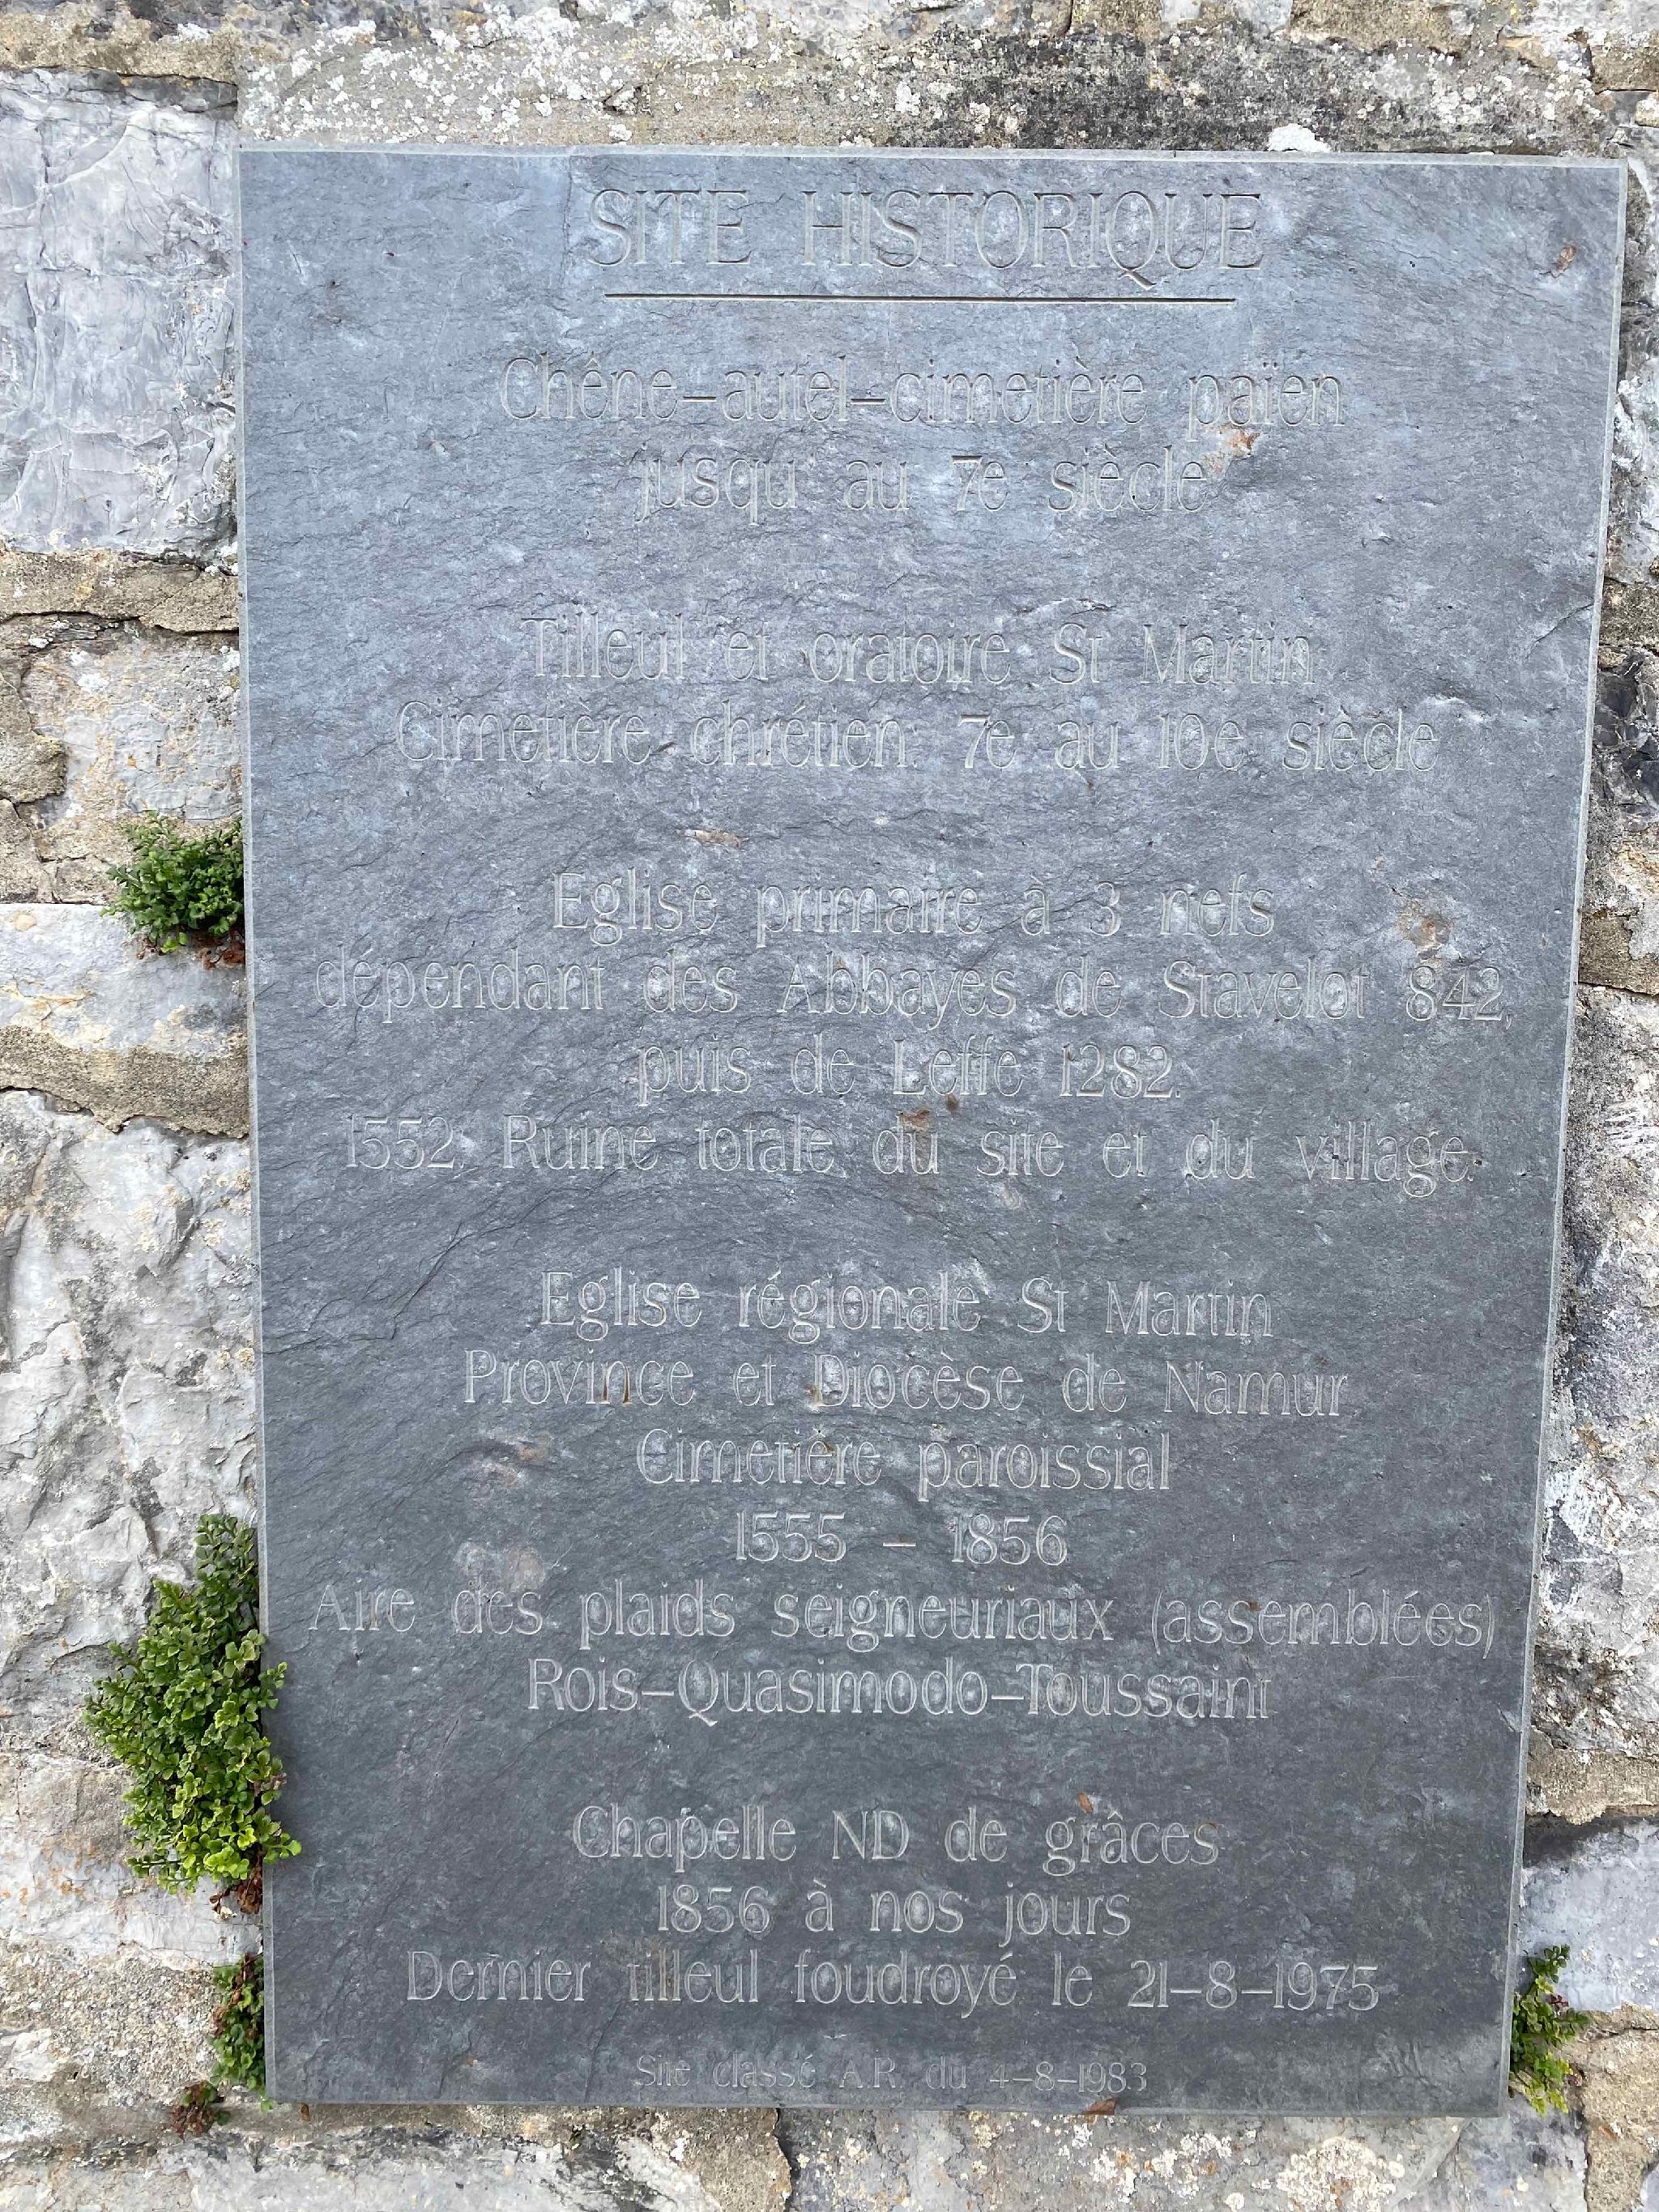 SITE HISTORIQUE
Chêne-autel-cimetière païen
jusqu' au 7e siècle
Tilleul et oratoire St Martin
Cimetière chrétien. 7e au 10e siècle
Eglise primaire à 3 nefs
dépendant des Abbayes de Stavelot 842,
puis de Leffe 1282.
1552. Ruine totale du site et du village.
Eglise régionale St Martin
Province et Diocèse de Namur
Cimetière paroissial
1555 - 1856
Aire des plaids seigneuriaux (assemblées)
Rois-Quasimodo-Toussaint
Chapelle ND de grâces
1856 à nos jours
Dernier tilleul foudroyé le 21-8-1975
Site classé A.R. du 4-8-1983